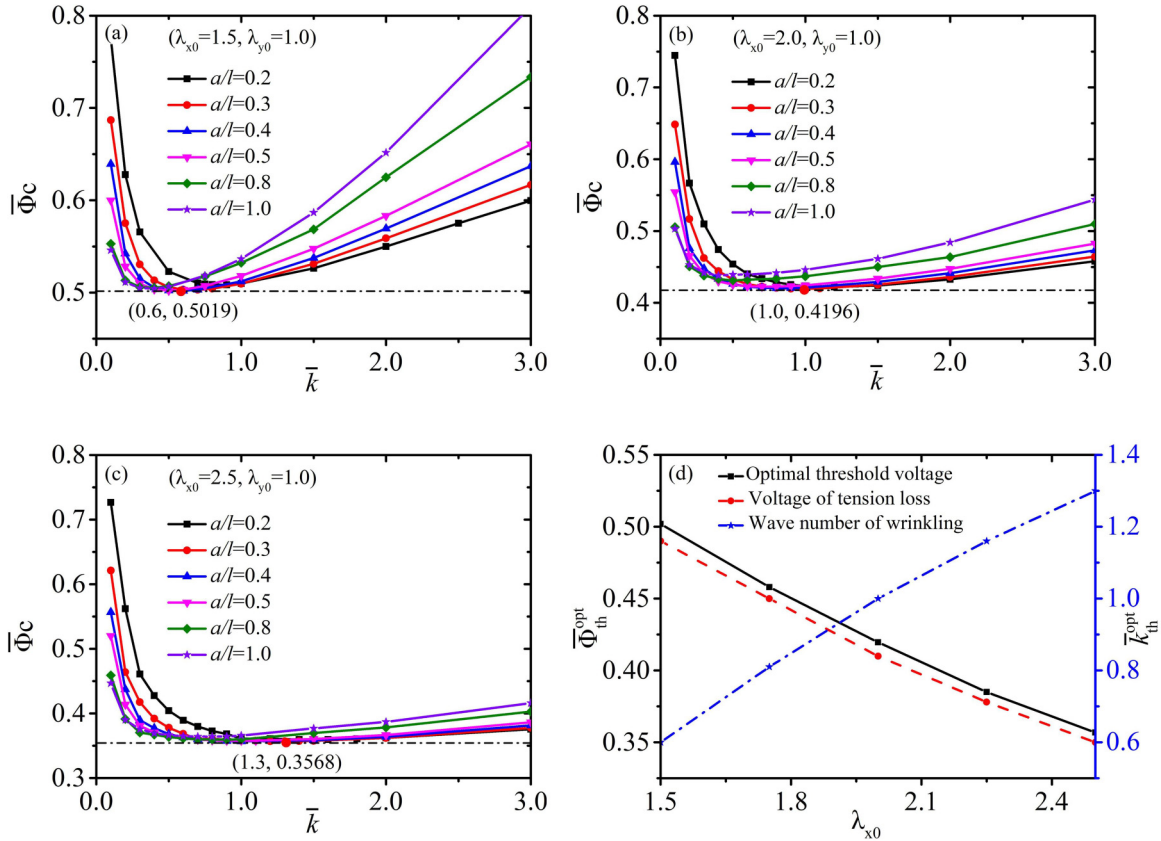 (a)
(λx0=1.5, λy0=1.0)
a/l=0.2
a/l=0.3
a/l=0.4
a/l=0.5
a/l=0.8
a/l=1.0
(0.6, 0.5019)
0.8
0.7
0.6
0.5
Φ̄c
0.0 1.0 2.0 3.0
k̄
(b)
(λx0=2.0, λy0=1.0)
a/l=0.2
a/l=0.3
a/l=0.4
a/l=0.5
a/l=0.8
a/l=1.0
(1.0, 0.4196)
0.8
0.7
0.6
0.5
0.4
Φ̄c
0.0 1.0 2.0 3.0
k̄
(c)
(λx0=2.5, λy0=1.0)
a/l=0.2
a/l=0.3
a/l=0.4
a/l=0.5
a/l=0.8
a/l=1.0
(1.3, 0.3568)
0.8
0.7
0.6
0.5
0.4
0.3
Φ̄c
0.0 1.0 2.0 3.0
k̄
(d)
Optimal threshold voltage
Voltage of tension loss
Wave number of wrinkling
0.55
0.50
0.45
0.40
0.35
Φ̄th opt
1.4
1.2
1.0
0.8
0.6
k̄th opt
1.5 1.8 2.1 2.4
λx0